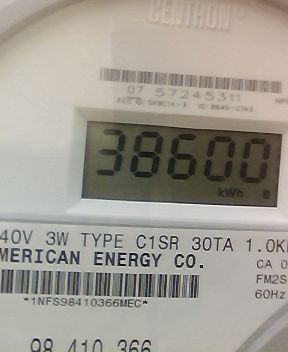 CENTRON®
07 57245311
38600
kWh
40V 3W TYPE C1SR 30TA 1.0K
MERICAN ENERGY CO.
CA 0
FM2S
60Hz
*1NFS98410366MEC*
98 410 366